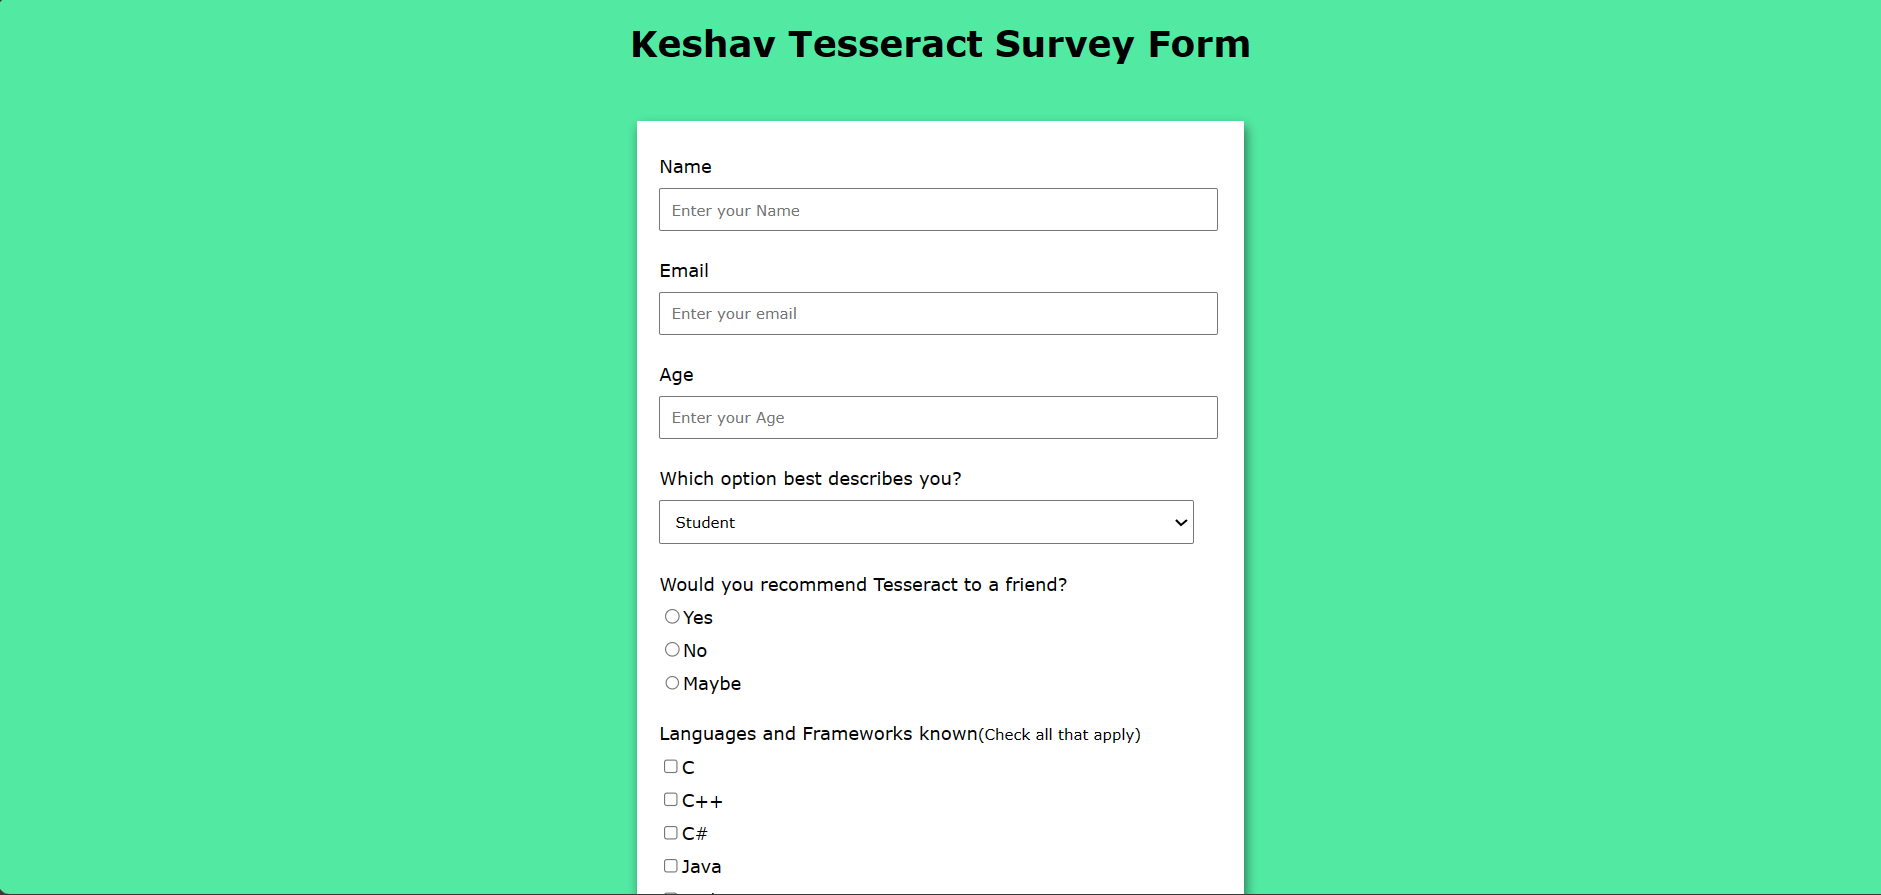 Keshav Tesseract Survey Form
Name
Enter your Name
Email
Enter your email
Age
Enter your Age
Which option best describes you?
Student
Would you recommend Tesseract to a friend?
Yes
No
Maybe
Languages and Frameworks known(Check all that apply)
C
C++
C#
Java